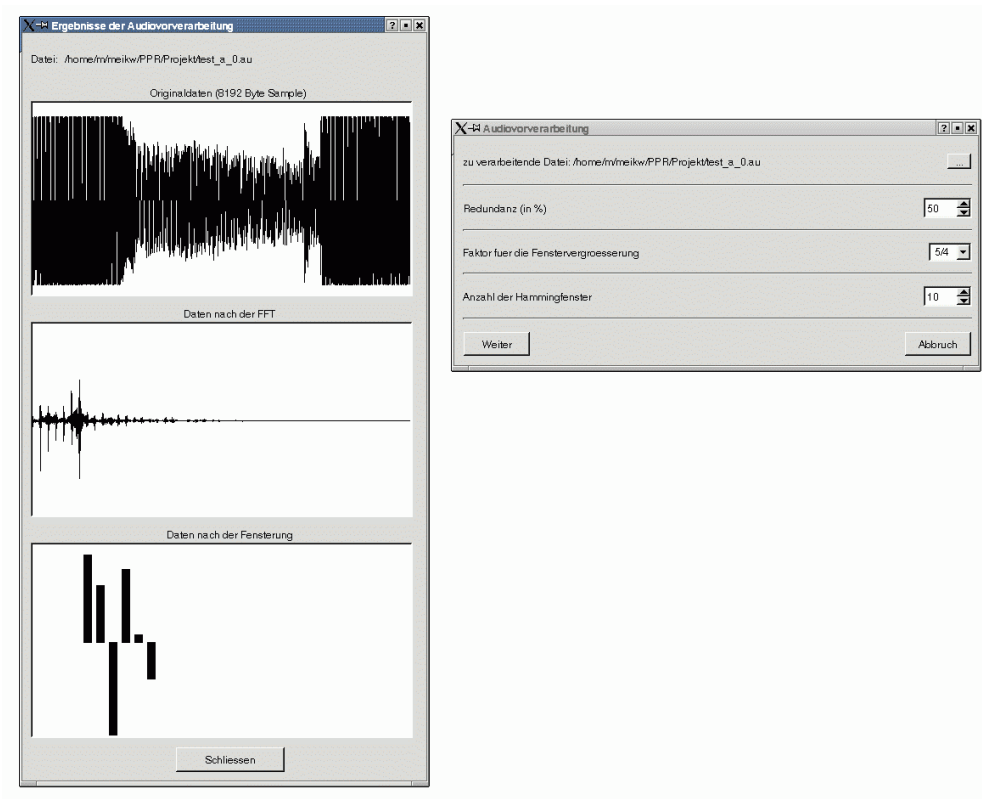 Ergebnisse der Audiovorverarbeitung
Datei: /home/m/meikw/PPR/Projekt/test_a_0.au
Originaldaten (8192 Byte Sample)
Daten nach der FFT
Daten nach der Fensterung
Schliessen
Audiovorverarbeitung
zu verarbeitende Datei: /home/m/meikw/PPR/Projekt/test_a_0.au
...
Redundanz (in %)
50
Faktor fuer die Fenstervergroesserung
5/4
Anzahl der Hammingfenster
10
Weiter
Abbruch